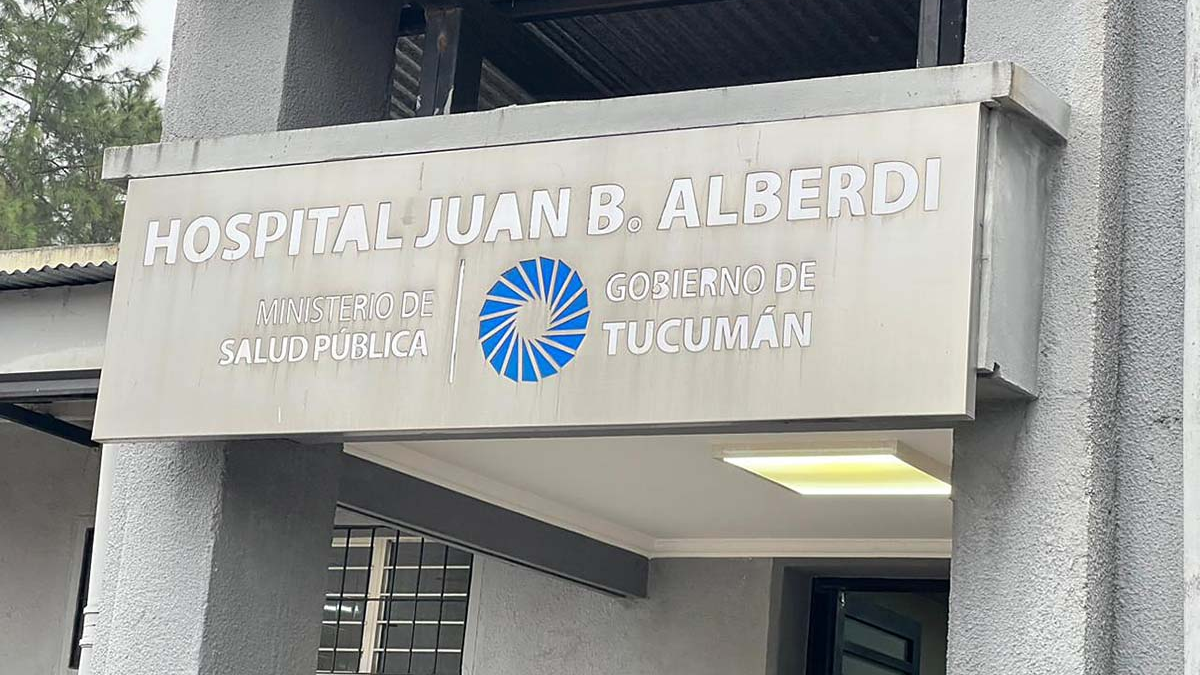 HOSPITAL JUAN B. ALBERDI
MINISTERIO DE
SALUD PÚBLICA
GOBIERNO DE
TUCUMÁN